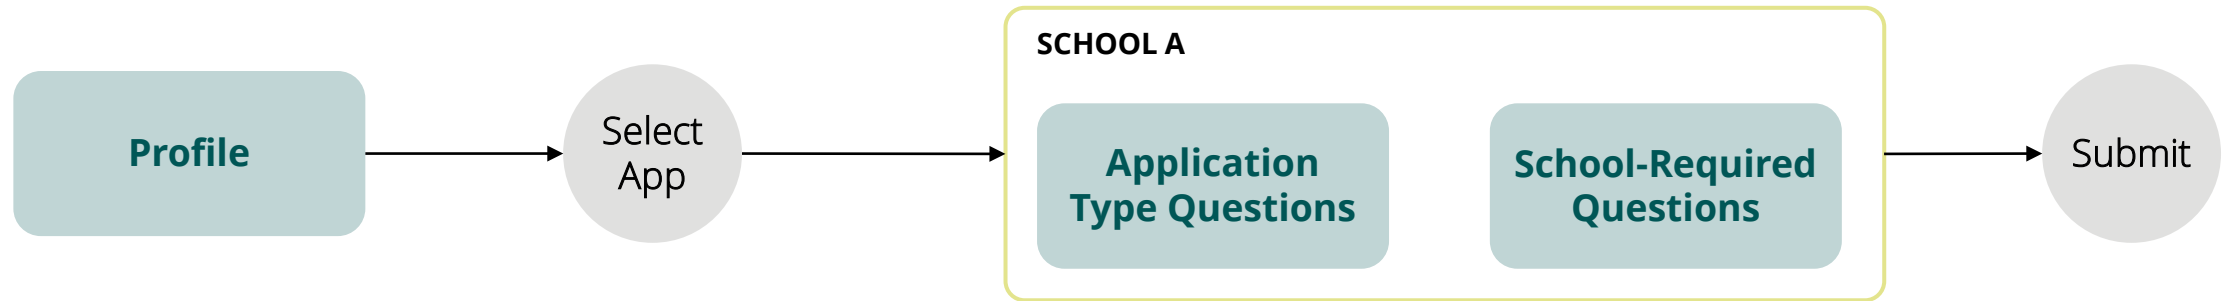 Profile
Select
App
SCHOOL A
Application
Type Questions
School-Required
Questions
Submit